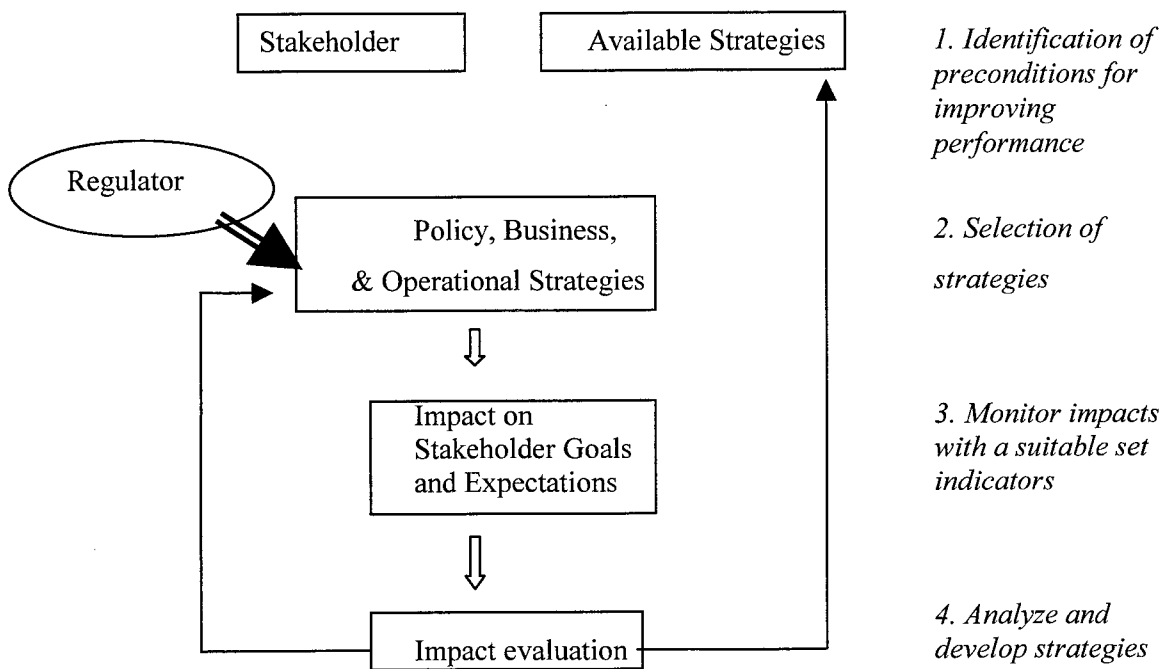 Stakeholder
Available Strategies
1. Identification of
preconditions for
improving
performance
Regulator
Policy, Business,
& Operational Strategies
2. Selection of
strategies
Impact on
Stakeholder Goals
and Expectations
3. Monitor impacts
with a suitable set
indicators
Impact evaluation
4. Analyze and
develop strategies